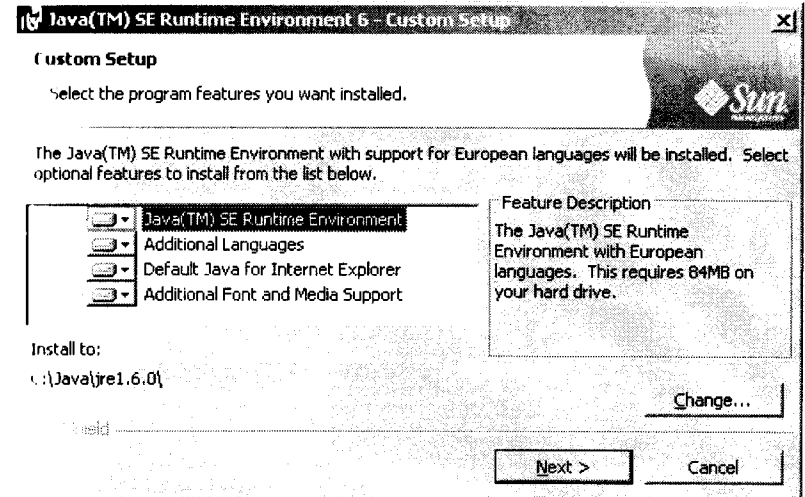 Java(TM) SE Runtime Environment 6 - Custom Setup
Custom Setup
Select the program features you want installed.
Sun
The Java(TM) SE Runtime Environment with support for European languages will be installed. Select
optional features to install from the list below.
Java(TM) SE Runtime Environment
Additional Languages
Default Java for Internet Explorer
Additional Font and Media Support
Feature Description
The Java(TM) SE Runtime
Environment with European
languages. This requires 84MB on
your hard drive.
Install to:
:\Java\jre1.6.0\
Change...
Next >
Cancel